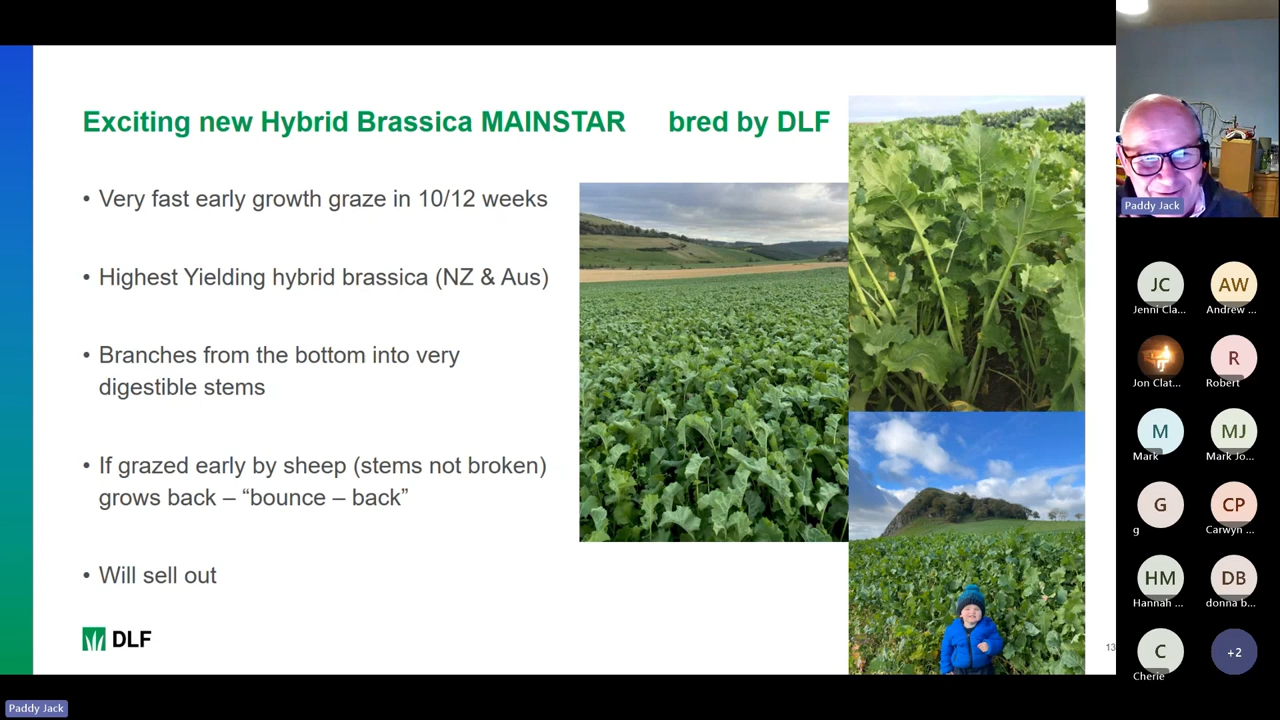 Exciting new Hybrid Brassica MAINSTAR bred by DLF
• Very fast early growth graze in 10/12 weeks
• Highest Yielding hybrid brassica (NZ & Aus)
• Branches from the bottom into very
digestible stems
• If grazed early by sheep (stems not broken)
grows back – “bounce – back”
• Will sell out
DLF
13
Paddy Jack
JC
Jenni Cla...
AW
Andrew ...
Jon Clat...
R
Robert
M
Mark
MJ
Mark Jo...
G
g
CP
Carwyn ...
HM
Hannah ...
DB
donna b...
C
Cherie
+2
Paddy Jack